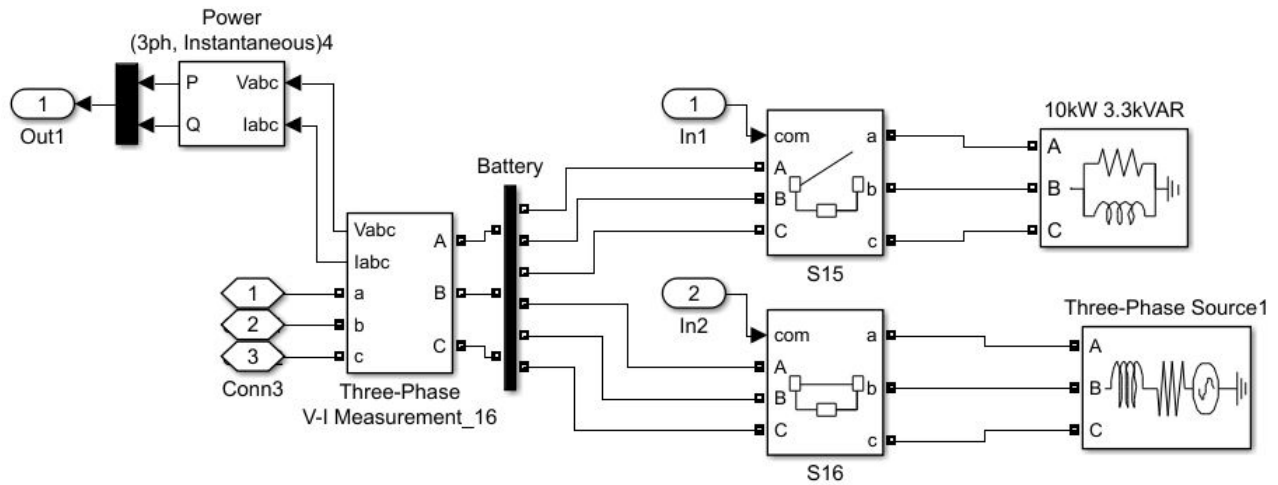 Power
(3ph, Instantaneous)4
P
Vabc
Q
Iabc
1
Out1
Battery
Vabc
Iabc
A
B
C
a
b
c
1
2
3
Conn3
Three-Phase
V-I Measurement_16
1
In1
com
A
B
C
a
b
c
S15
10kW 3.3kVAR
A
B
C
2
In2
com
A
B
C
a
b
c
S16
Three-Phase Source1
A
B
C